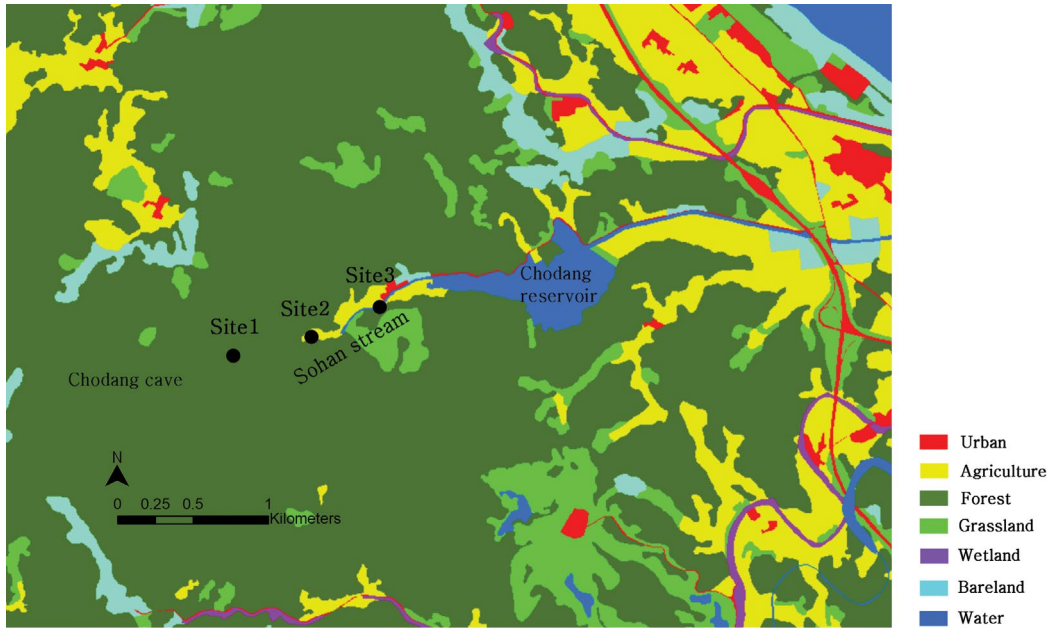 Site3
Chodang
reservoir
Site2
Site1
Sohan stream
Chodang cave
N
0 0.25 0.5 1
Kilometers
Urban
Agriculture
Forest
Grassland
Wetland
Bareland
Water